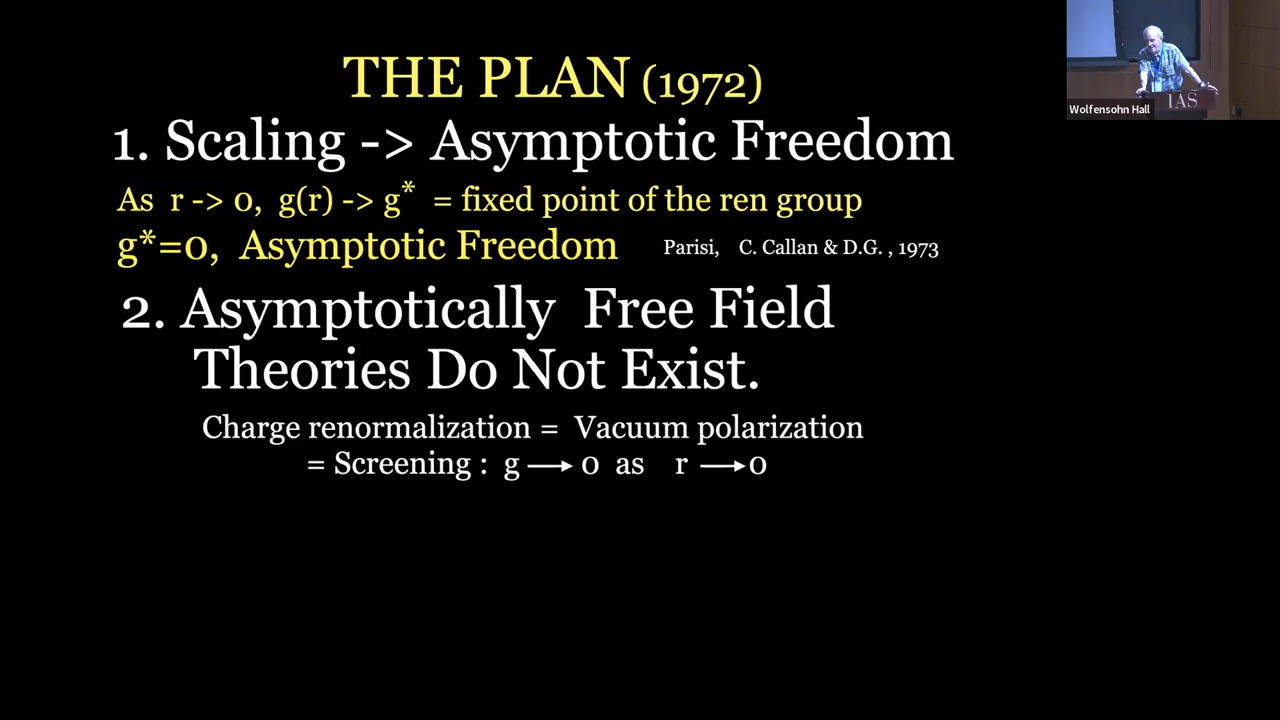 THE PLAN (1972)
1. Scaling -> Asymptotic Freedom
As r -> 0, g(r) -> g* = fixed point of the ren group
g*=0, Asymptotic Freedom Parisi, C. Callan & D.G. , 1973
2. Asymptotically Free Field
Theories Do Not Exist.
Charge renormalization = Vacuum polarization
= Screening : g ⟶ 0 as r ⟶ 0
IAS
Wolfensohn Hall